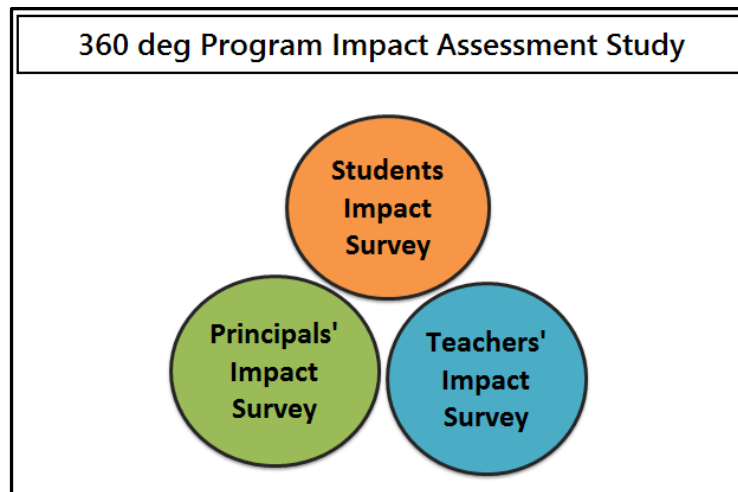 360 deg Program Impact Assessment Study
Students
Impact
Survey
Principals'
Impact
Survey
Teachers'
Impact
Survey